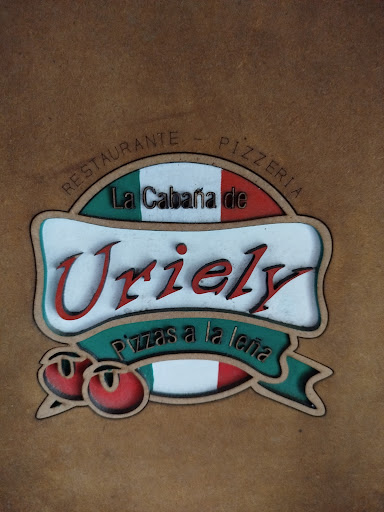 RESTAURANTE - PIZZERIA
La Cabaña de
Uriely
Pizzas a la leña